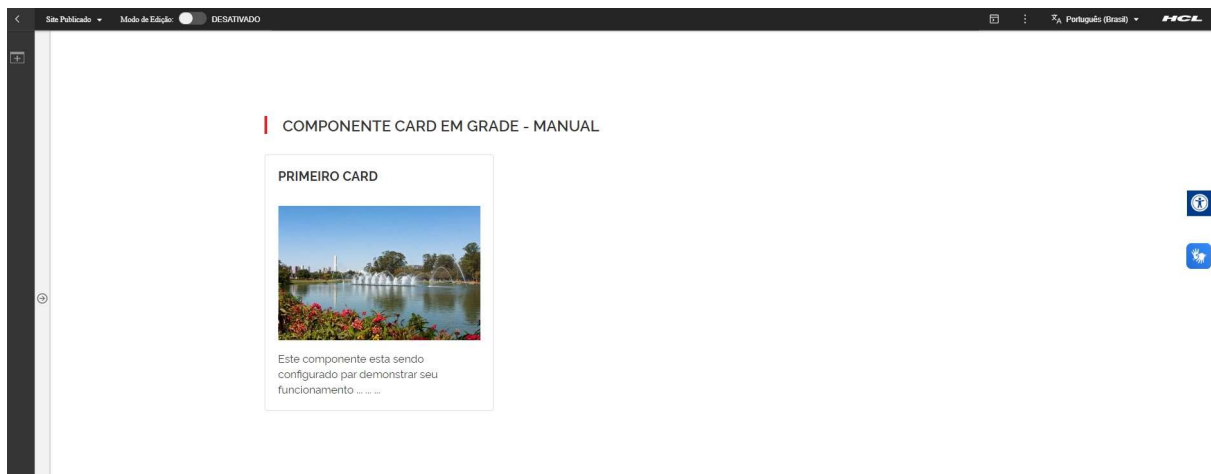 Site Publicado
Modo de Edição:
DESATIVADO
Português (Brasil)
HCL
COMPONENTE CARD EM GRADE - MANUAL
PRIMEIRO CARD
Este componente esta sendo
configurado par demonstrar seu
funcionamento ... ... ...